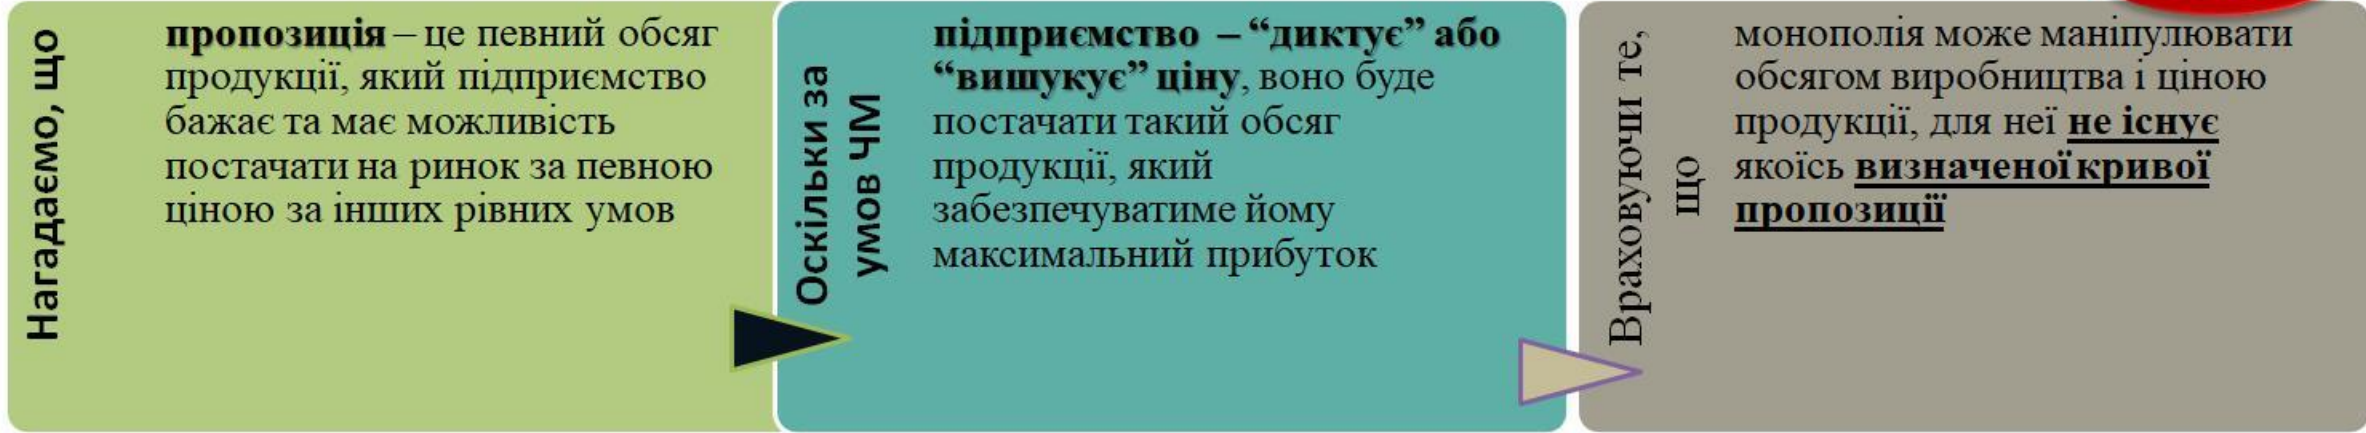 Нагадаємо, що
пропозиція – це певний обсяг
продукції, який підприємство
бажає та має можливість
постачати на ринок за певною
ціною за інших рівних умов
Оскільки за
умов ЧМ
підприємство – “диктує” або
“вишукує” ціну, воно буде
постачати такий обсяг
продукції, який
забезпечуватиме йому
максимальний прибуток
Враховуючи те,
що
монополія може маніпулювати
обсягом виробництва і ціною
продукції, для неї не існує
якоїсь визначеної кривої
пропозиції